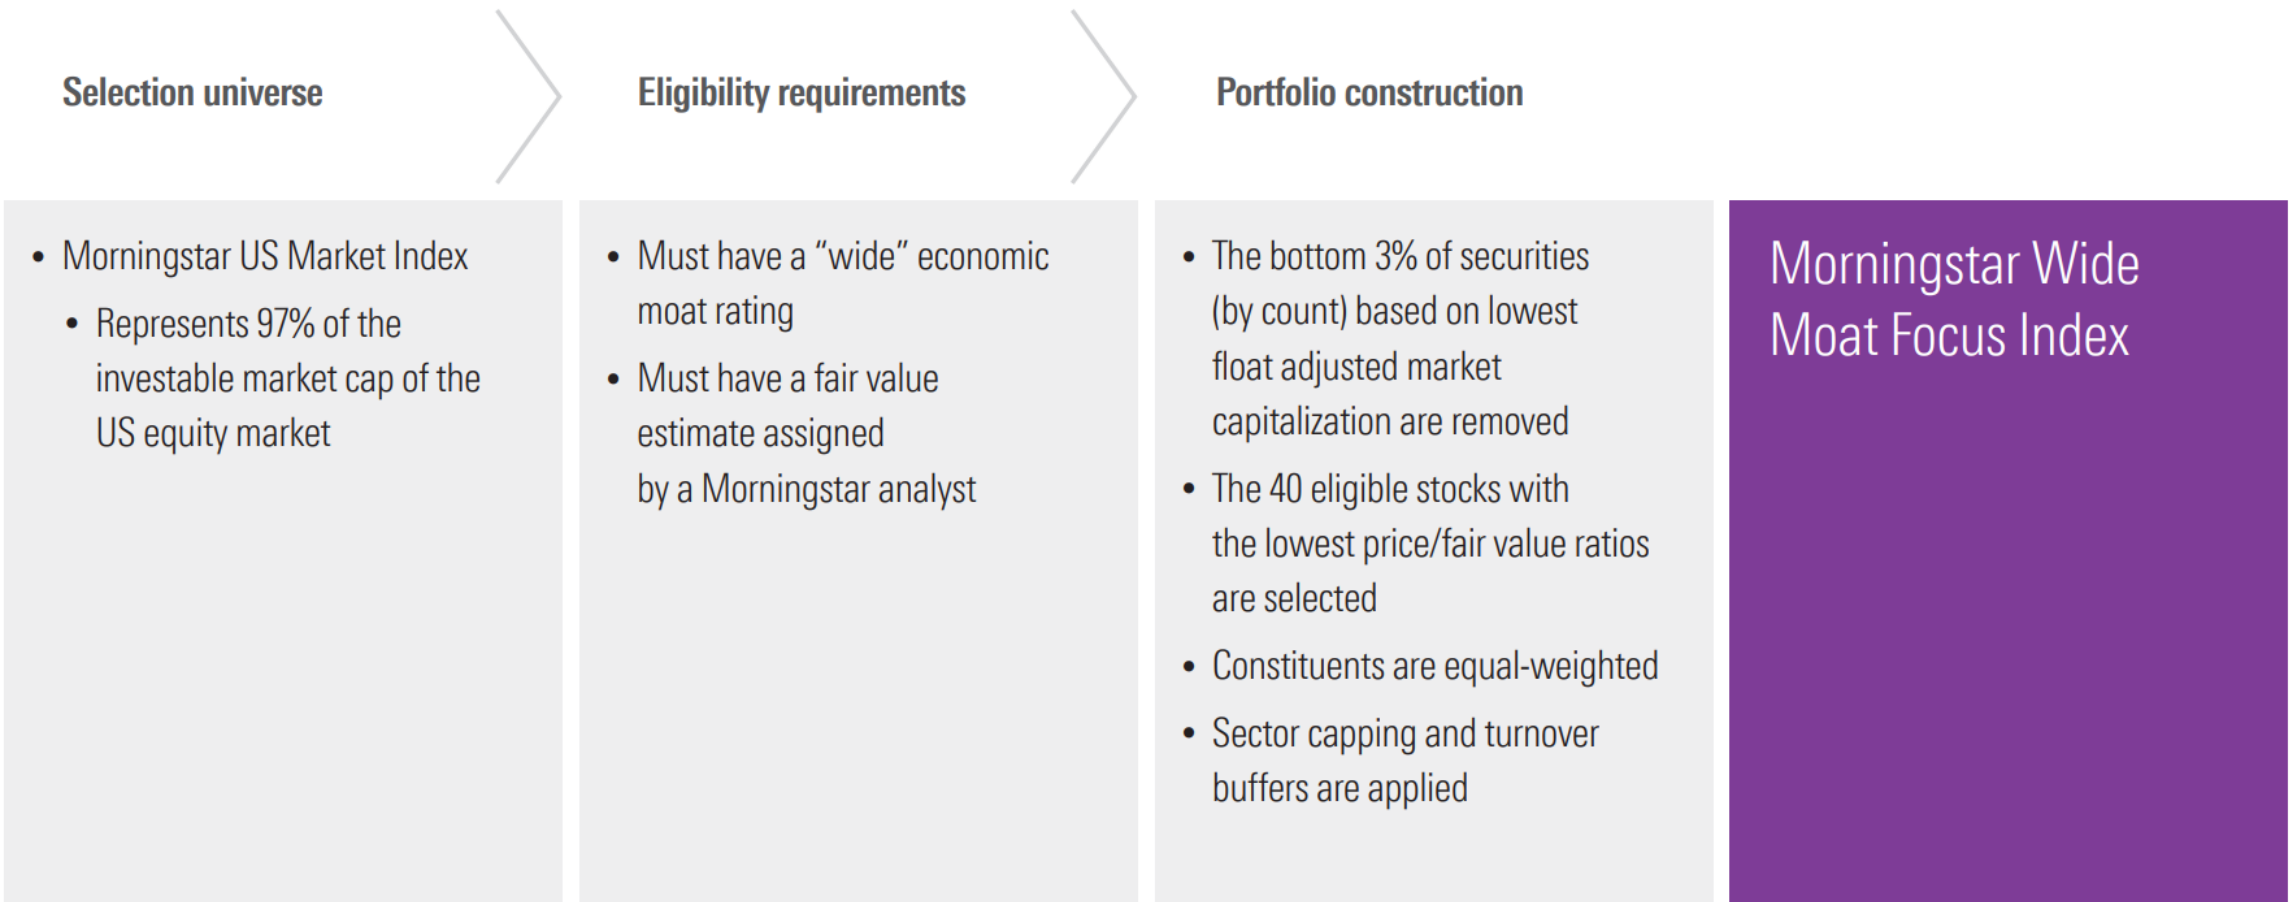 Selection universe
Eligibility requirements
Portfolio construction
• Morningstar US Market Index
• Represents 97% of the
investable market cap of the
US equity market
• Must have a “wide” economic
moat rating
• Must have a fair value
estimate assigned
by a Morningstar analyst
• The bottom 3% of securities
(by count) based on lowest
float adjusted market
capitalization are removed
• The 40 eligible stocks with
the lowest price/fair value ratios
are selected
• Constituents are equal-weighted
• Sector capping and turnover
buffers are applied
Morningstar Wide
Moat Focus Index